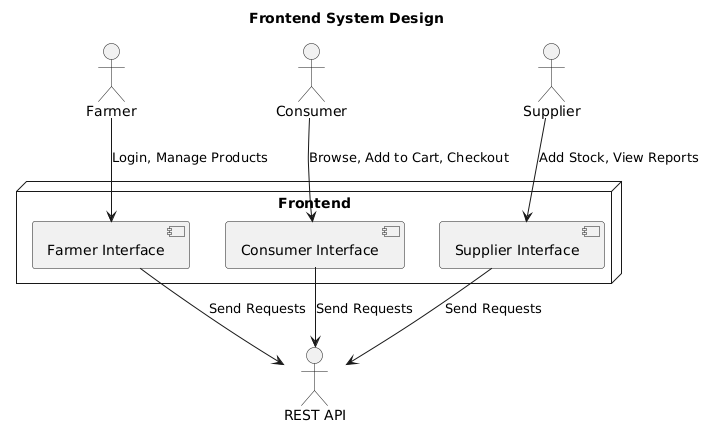 Frontend System Design
Farmer
Consumer
Supplier
Login, Manage Products
Browse, Add to Cart, Checkout
Add Stock, View Reports
Frontend
Farmer Interface
Consumer Interface
Supplier Interface
Send Requests
Send Requests
Send Requests
REST API